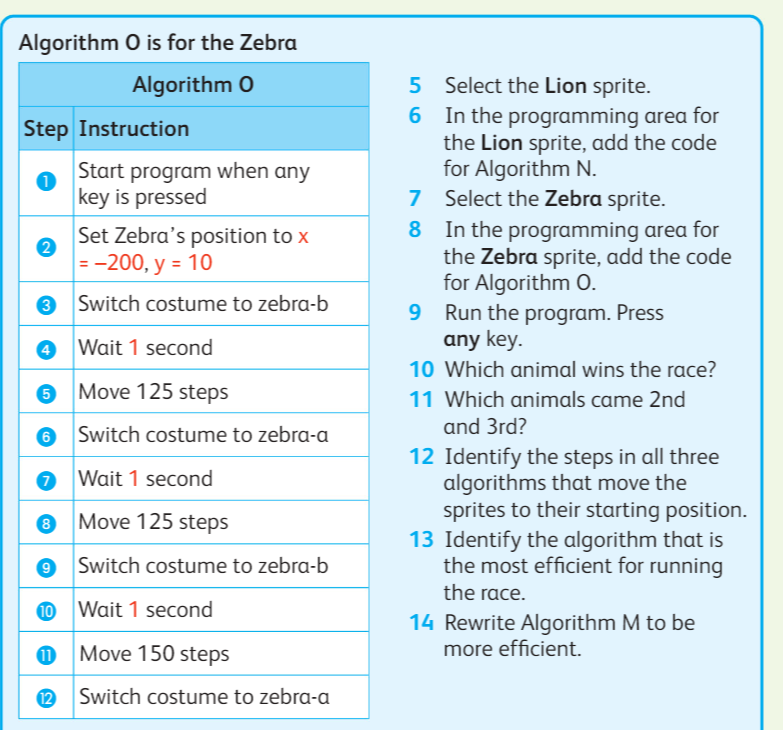 Algorithm O is for the Zebra
Algorithm O
Step Instruction
1 Start program when any
key is pressed
2 Set Zebra’s position to x
= –200, y = 10
3 Switch costume to zebra-b
4 Wait 1 second
5 Move 125 steps
6 Switch costume to zebra-a
7 Wait 1 second
8 Move 125 steps
9 Switch costume to zebra-b
10 Wait 1 second
11 Move 150 steps
12 Switch costume to zebra-a
5 Select the Lion sprite.
6 In the programming area for
the Lion sprite, add the code
for Algorithm N.
7 Select the Zebra sprite.
8 In the programming area for
the Zebra sprite, add the code
for Algorithm O.
9 Run the program. Press
any key.
10 Which animal wins the race?
11 Which animals came 2nd
and 3rd?
12 Identify the steps in all three
algorithms that move the
sprites to their starting position.
13 Identify the algorithm that is
the most efficient for running
the race.
14 Rewrite Algorithm M to be
more efficient.